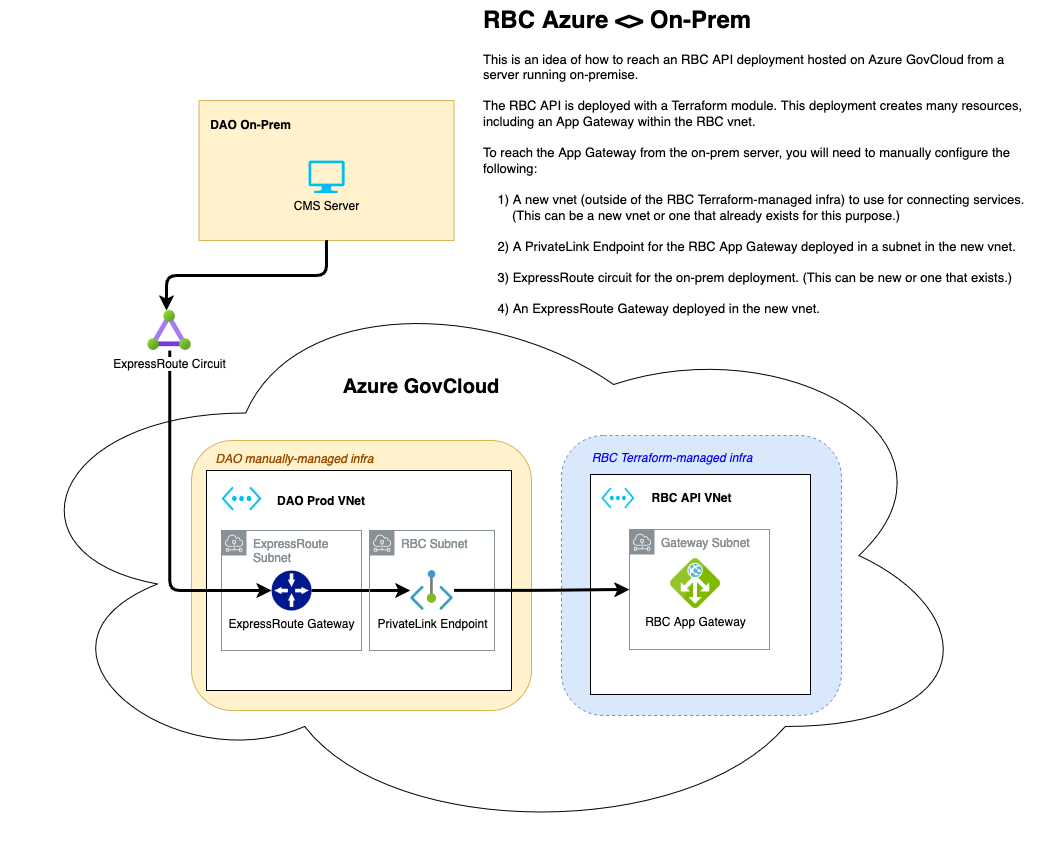 RBC Azure <> On-Prem
This is an idea of how to reach an RBC API deployment hosted on Azure GovCloud from a
server running on-premise.
The RBC API is deployed with a Terraform module. This deployment creates many resources,
including an App Gateway within the RBC vnet.
To reach the App Gateway from the on-prem server, you will need to manually configure the
following:
1) A new vnet (outside of the RBC Terraform-managed infra) to use for connecting services.
(This can be a new vnet or one that already exists for this purpose.)
2) A PrivateLink Endpoint for the RBC App Gateway deployed in a subnet in the new vnet.
3) ExpressRoute circuit for the on-prem deployment. (This can be new or one that exists.)
4) An ExpressRoute Gateway deployed in the new vnet.
DAO On-Prem
CMS Server
ExpressRoute Circuit
Azure GovCloud
DAO manually-managed infra
DAO Prod VNet
ExpressRoute
Subnet
ExpressRoute Gateway
RBC Subnet
PrivateLink Endpoint
RBC Terraform-managed infra
RBC API VNet
Gateway Subnet
RBC App Gateway